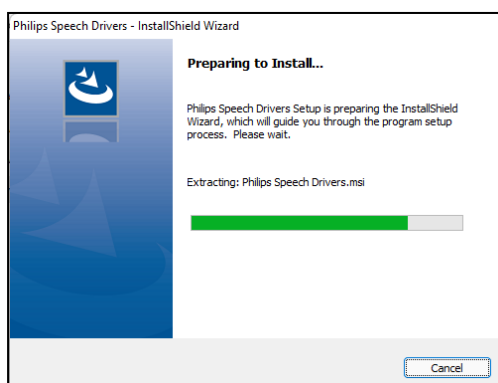 Philips Speech Drivers - InstallShield Wizard
Preparing to Install...
Philips Speech Drivers Setup is preparing the InstallShield
Wizard, which will guide you through the program setup
process. Please wait.
Extracting: Philips Speech Drivers.msi
Cancel